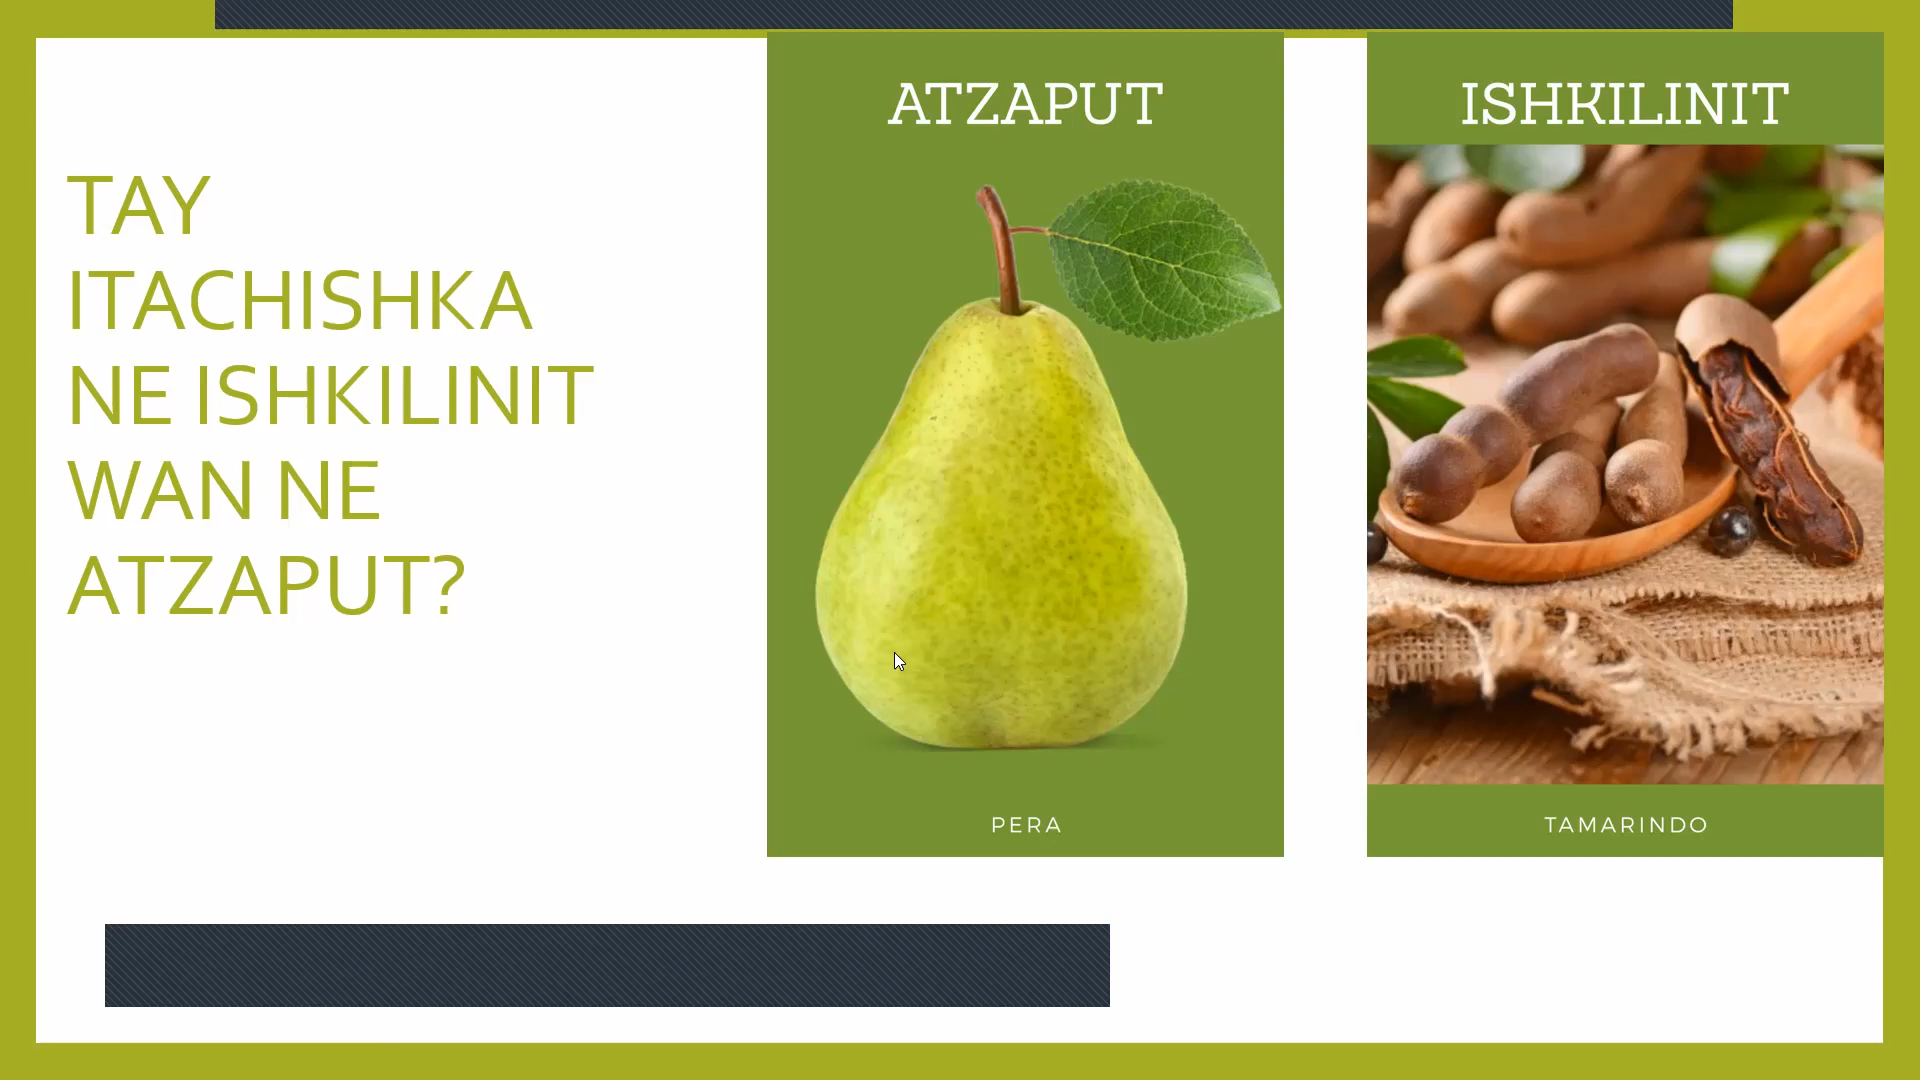 TAY
ITACHISHKA
NE ISHKILINIT
WAN NE
ATZAPUT?
ATZAPUT
PERA
ISHKILINIT
TAMARINDO